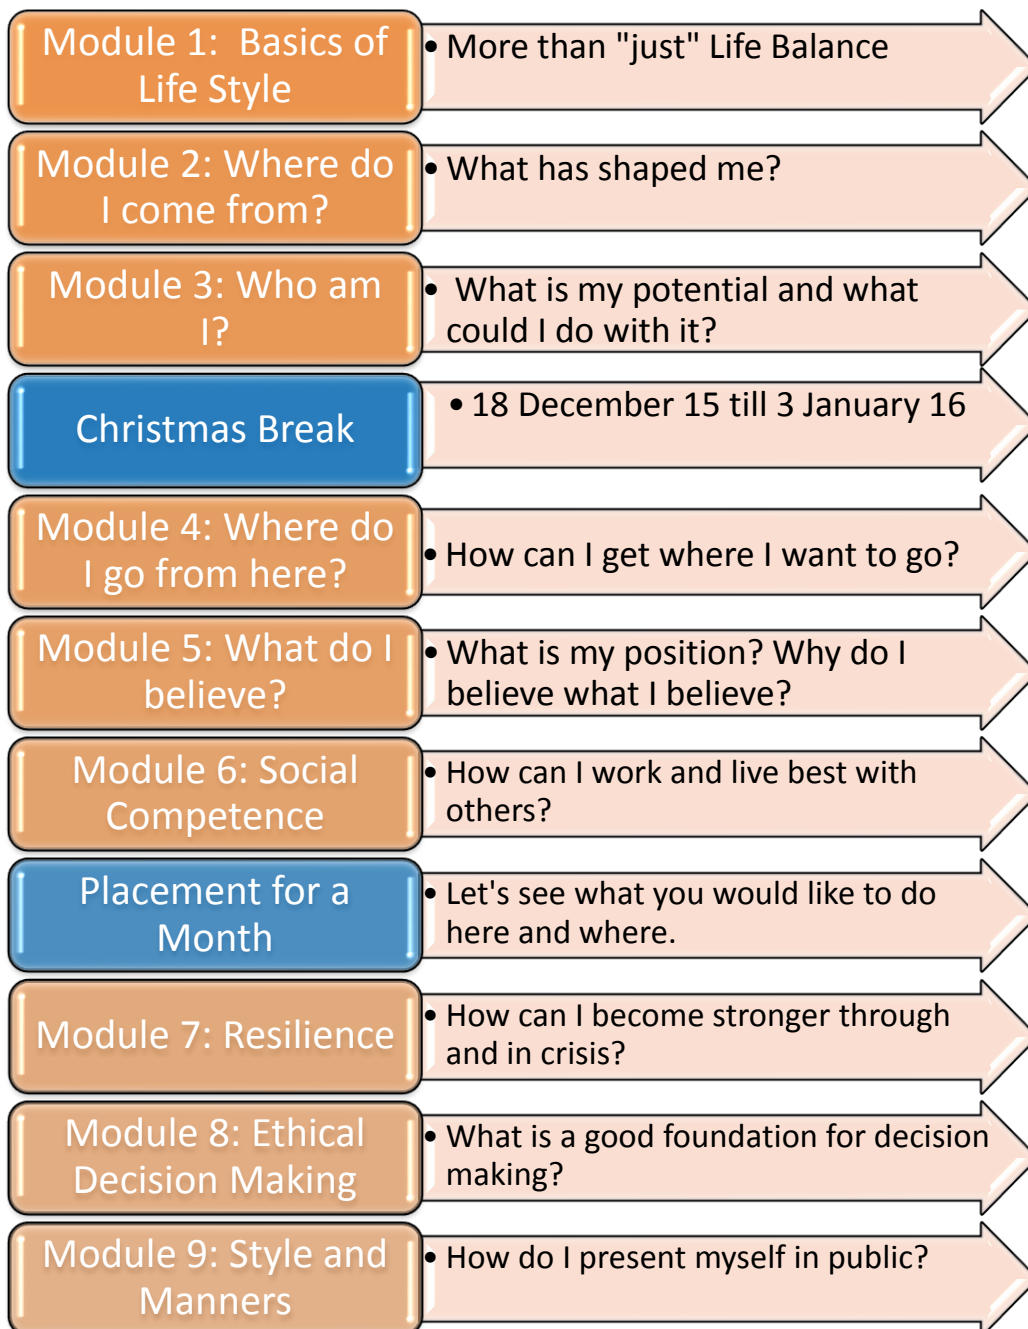 Module 1:  Basics of
Life Style
• More than "just" Life Balance
Module 2: Where do
I come from?
• What has shaped me?
Module 3: Who am
I?
• What is my potential and what
could I do with it?
Christmas Break
• 18 December 15 till 3 January 16
Module 4: Where do
I go from here?
• How can I get where I want to go?
Module 5: What do I
believe?
• What is my position? Why do I
believe what I believe?
Module 6: Social
Competence
• How can I work and live best with
others?
Placement for a
Month
• Let's see what you would like to do
here and where.
Module 7: Resilience
• How can I become stronger through
and in crisis?
Module 8: Ethical
Decision Making
• What is a good foundation for decision
making?
Module 9: Style and
Manners
• How do I present myself in public?